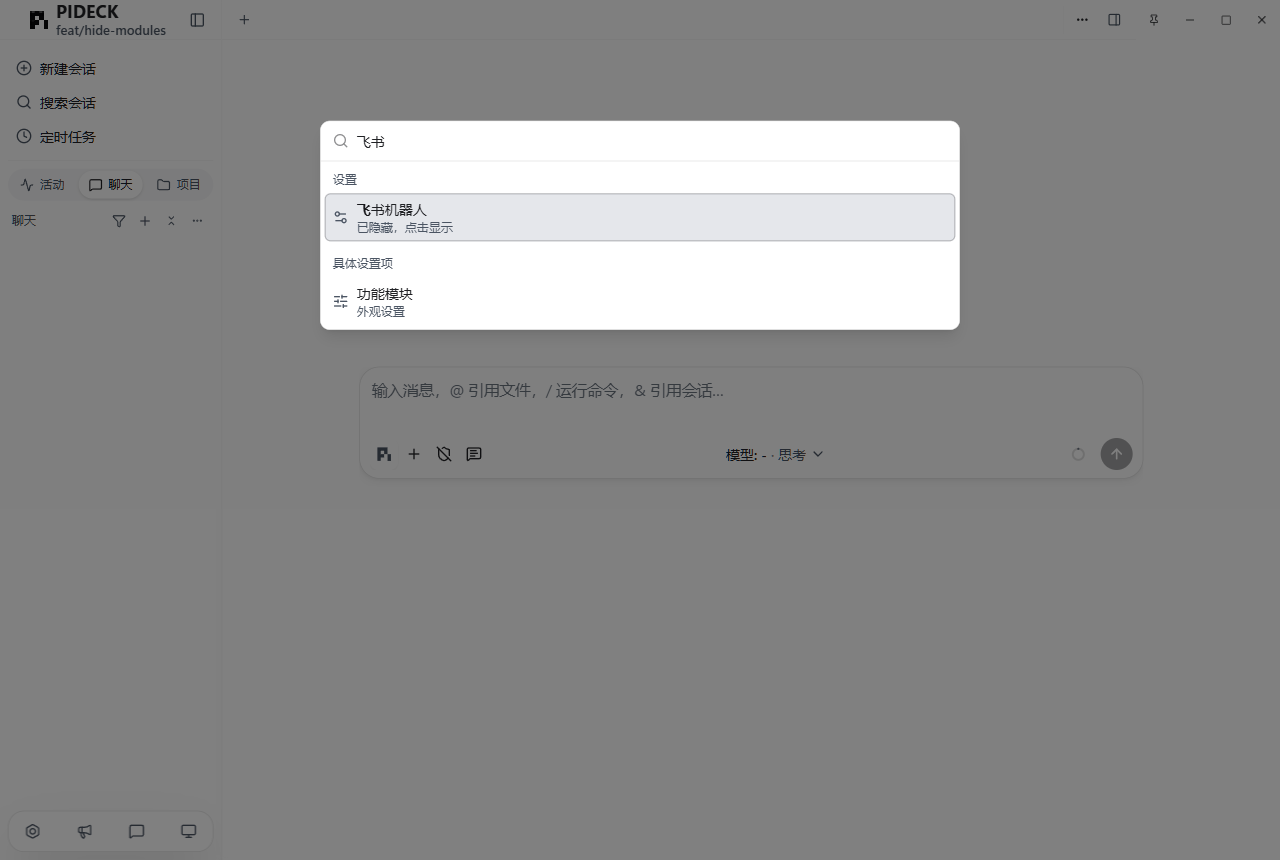 PIDECK
feat/hide-modules
新建会话
搜索会话
定时任务
活动
聊天
项目
聊天
飞书
设置
飞书机器人
已隐藏，点击显示
具体设置项
功能模块
外观设置
输入消息，@ 引用文件，/ 运行命令，& 引用会话...
模型: - · 思考